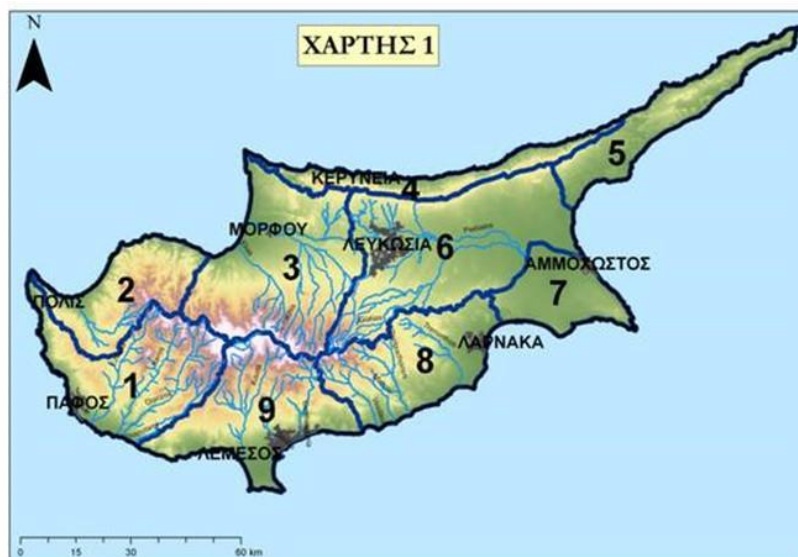 N
ΧΑΡΤΗΣ 1
5
ΚΕΡΥΝΕΙΑ
4
ΜΟΡΦΟΥ
ΛΕΥΚΩΣΙΑ
6
3
ΑΜΜΟΧΩΣΤΟΣ
2
7
ΠΟΛΙΣ
ΛΑΡΝΑΚΑ
8
1
ΠΑΦΟΣ
9
ΛΕΜΕΣΟΣ
0 15 30 60 km